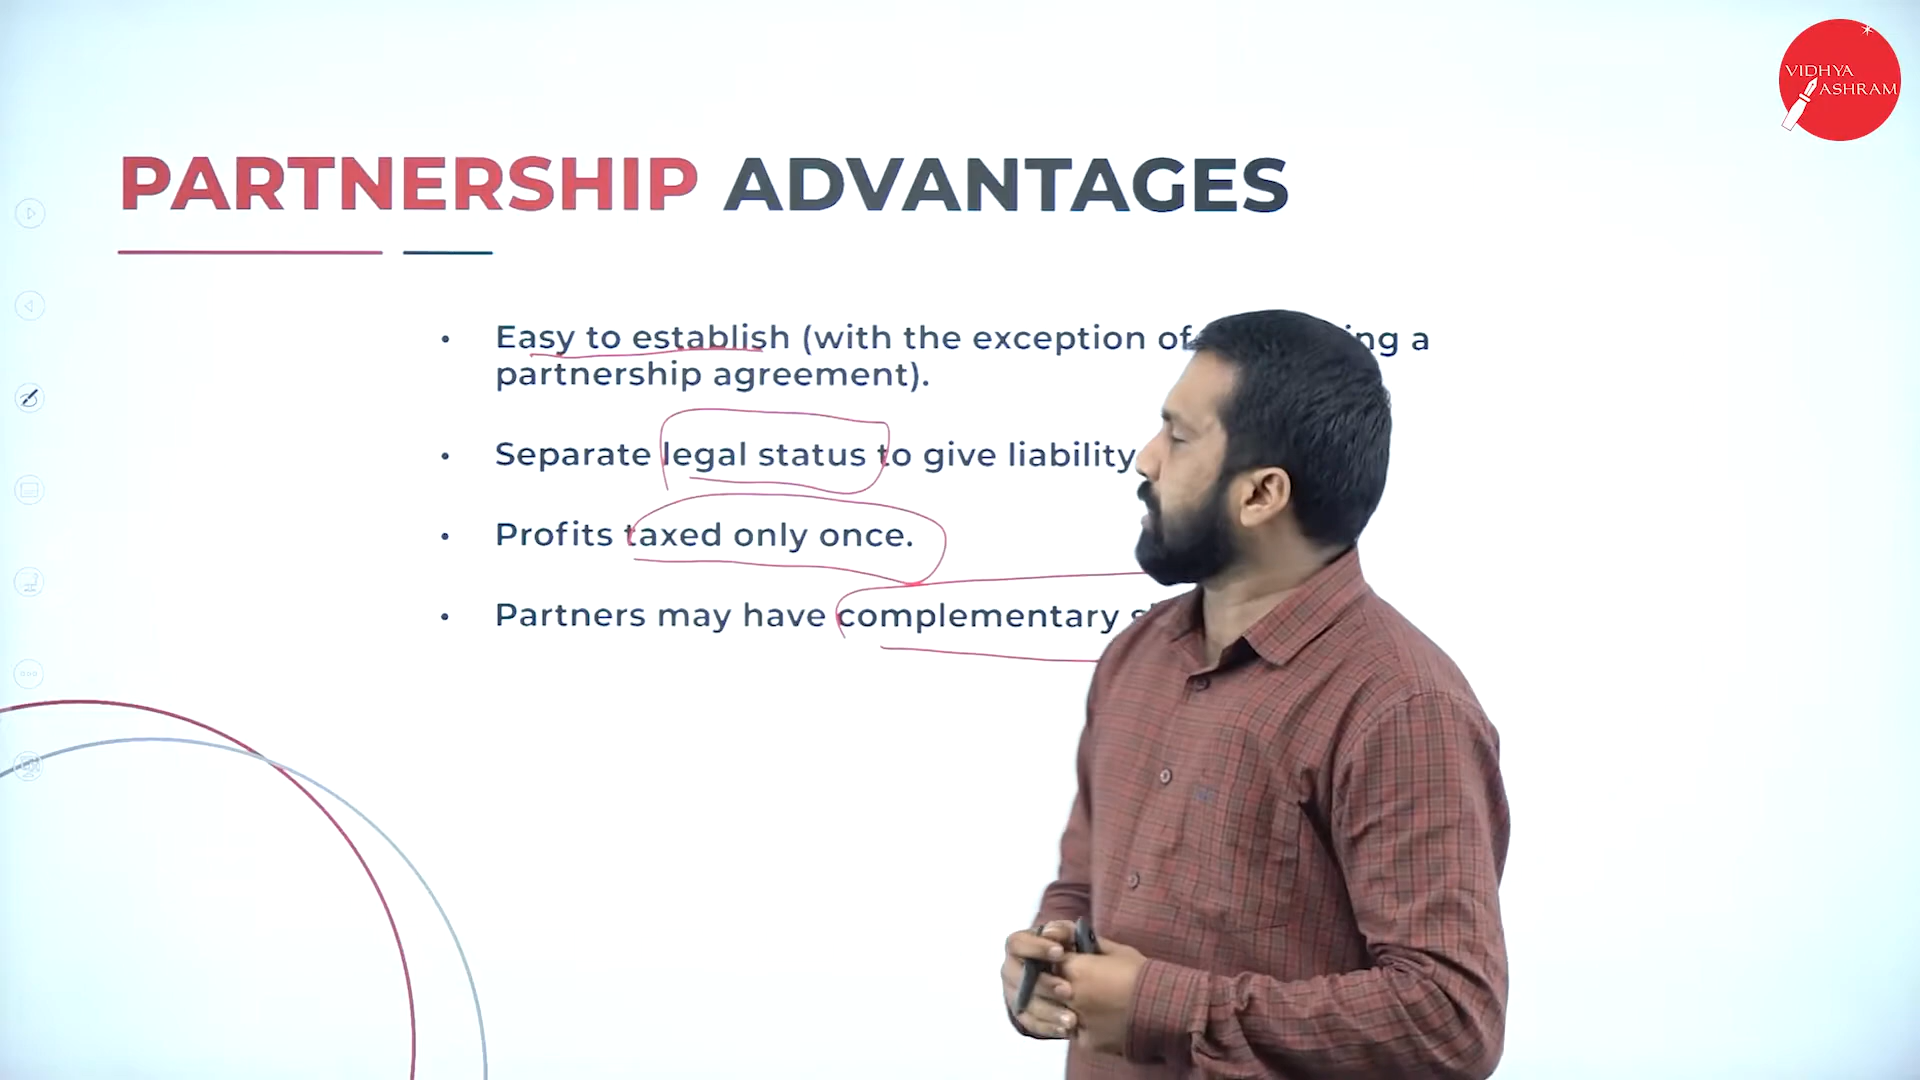 VIDHYA
ASHRAM
PARTNERSHIP ADVANTAGES
• Easy to establish (with the exception of a
partnership agreement).
• Separate legal status to give liability
• Profits taxed only once.
• Partners may have complementary